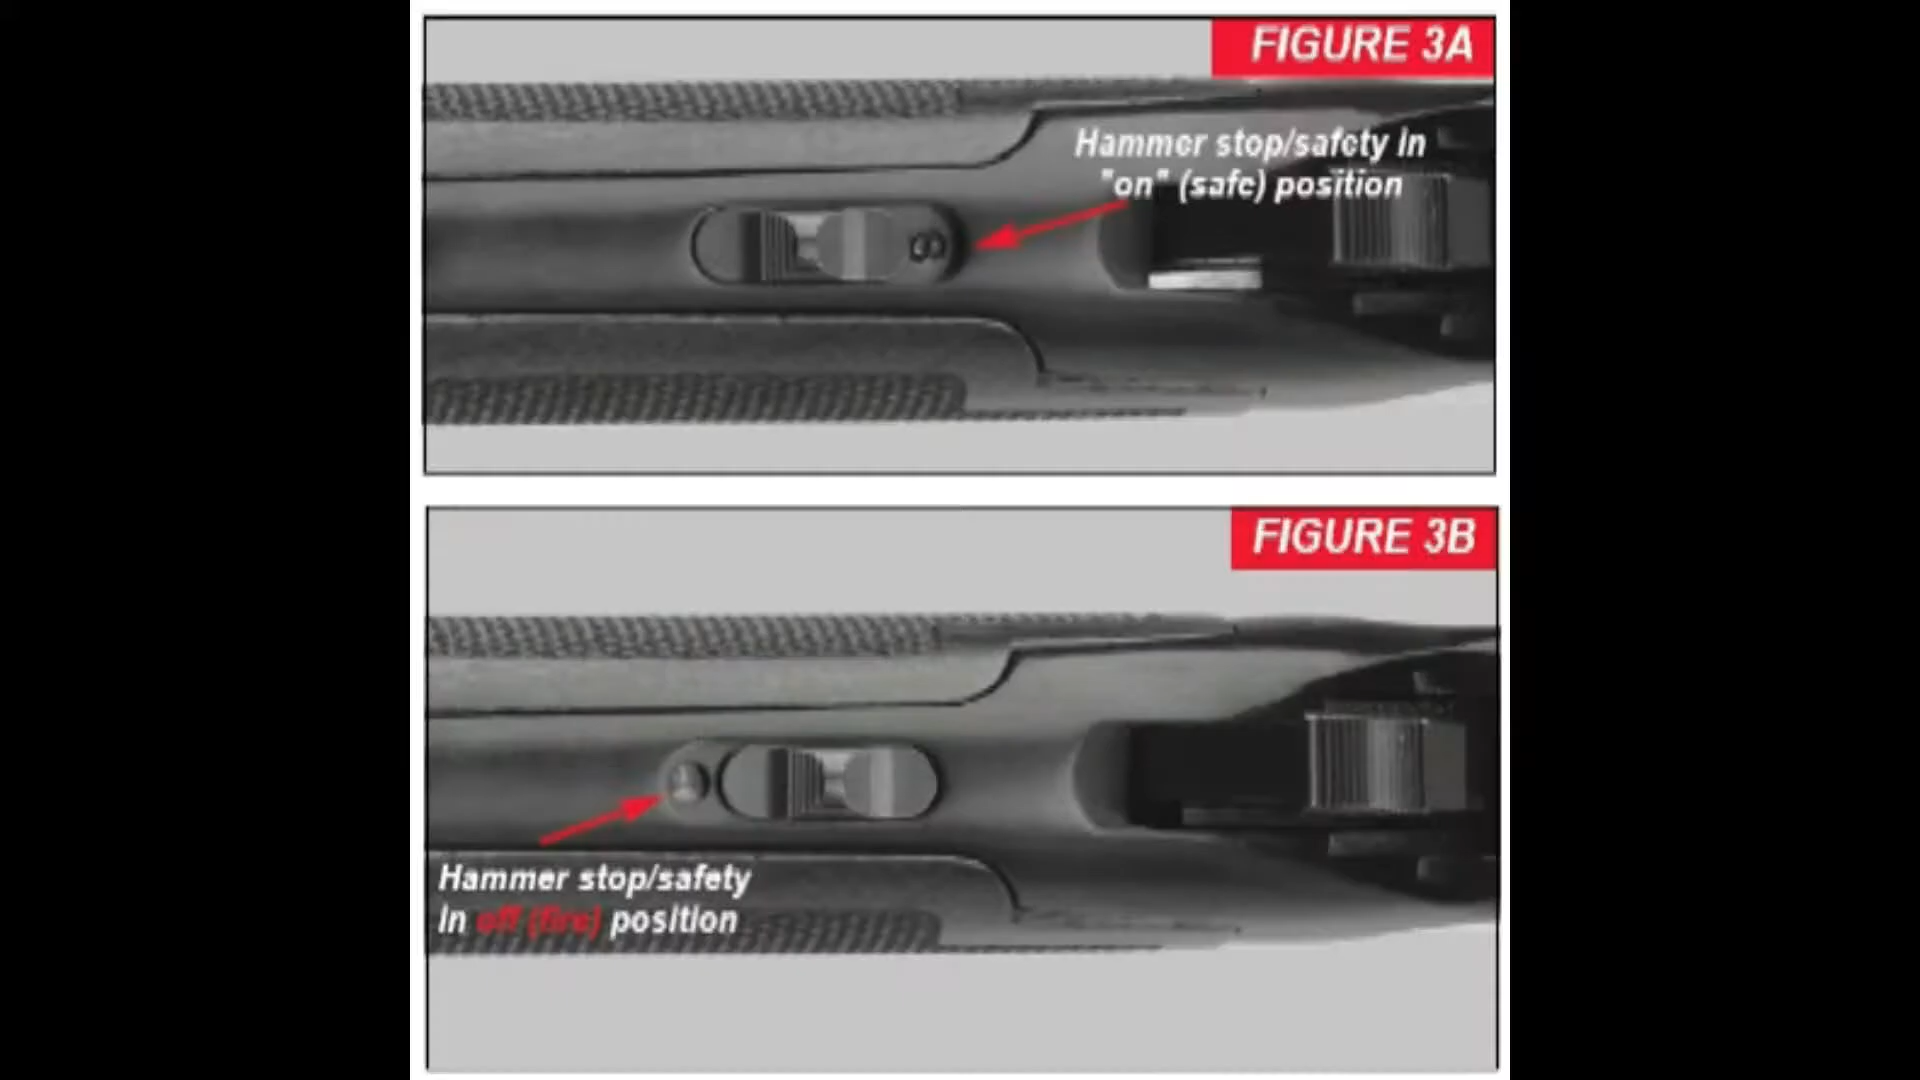 FIGURE 3A
Hammer stop/safety in
"on" (safe) position
S
FIGURE 3B
Hammer stop/safety
in off (fire) position